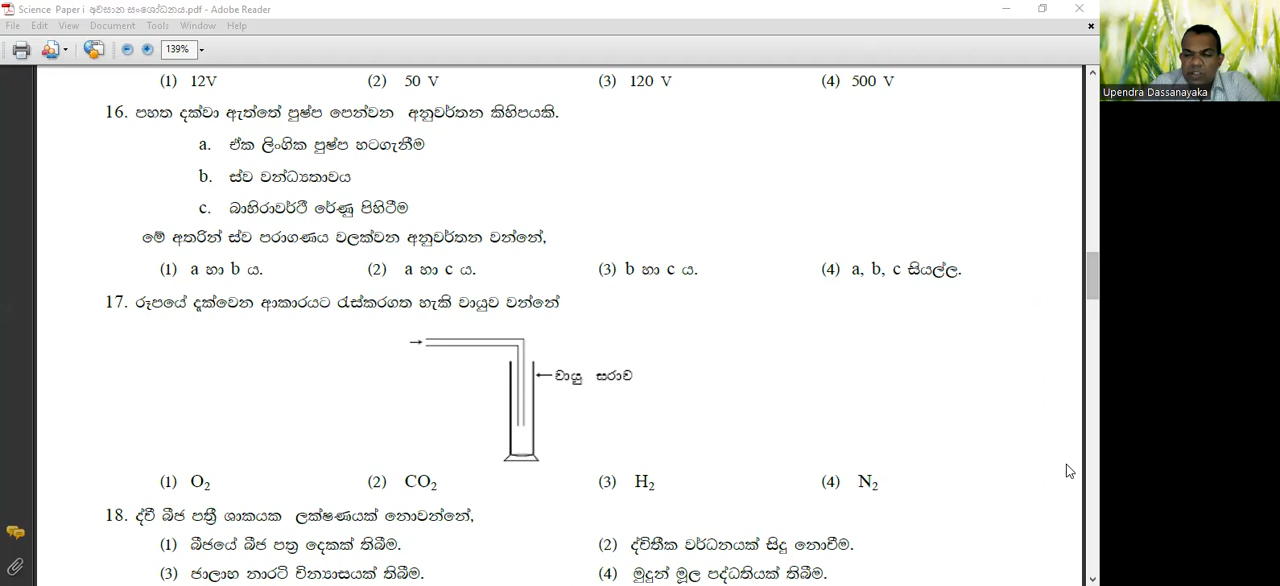 Science Paper i අවසාන සංශෝධනය.pdf - Adobe Reader
File Edit View Document Tools Window Help
139%
Upendra Dassanayaka
(1) 12V (2) 50 V (3) 120 V (4) 500 V
16. පහත දක්වා ඇත්තේ පුෂ්ප පෙන්වන අනුවර්තන කිහිපයකි.
a. ඒක ලිංගික පුෂ්ප හටගැනීම
b. ස්ව වන්ධ්‍යතාවය
c. බාහිරාවර්ථී රේණු පිහිටීම
මේ අතරින් ස්ව පරාගණය වලක්වන අනුවර්තන වන්නේ,
(1) a හා b ය. (2) a හා c ය. (3) b හා c ය. (4) a, b, c සියල්ල.
17. රූපයේ දැක්වෙන ආකාරයට රැස්කරගත හැකි වායුව වන්නේ
වායු සරාව
(1) O₂ (2) CO₂ (3) H₂ (4) N₂
18. ද්වී බීජ පත්‍රී ශාකයක ලක්ෂණයක් නොවන්නේ,
(1) බීජයේ බීජ පත්‍ර දෙකක් තිබීම. (2) ද්විතීක වර්ධනයක් සිදු නොවීම.
(3) ජාලාභ නාරටි වින්‍යාසයක් තිබීම. (4) මුදුන් මූල පද්ධතියක් තිබීම.